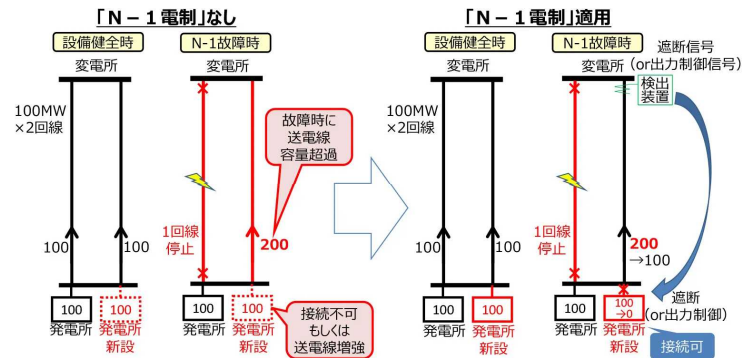 「N-1電制」なし
設備健全時
N-1故障時
変電所
変電所
100MW
×2回線
故障時に
送電線
容量超過
1回線
停止
100
100
200
100
100
発電所
発電所
新設
100
100
発電所
発電所
新設
接続不可
もしくは
送電線増強
「N-1電制」適用
設備健全時
N-1故障時
遮断信号
(or出力制御信号)
変電所
変電所
検出
装置
100MW
×2回線
1回線
停止
100
100
200
→100
100
100
発電所
発電所
新設
100
100
→0
発電所
発電所
新設
遮断
(or出力制御)
接続可